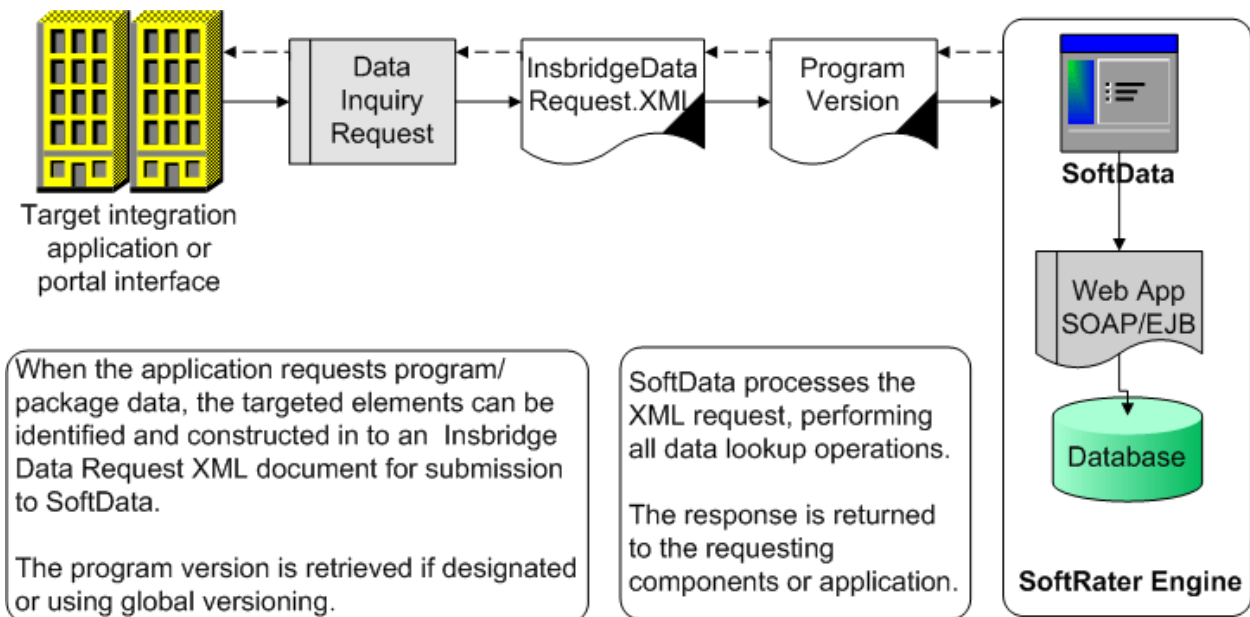 Data
Inquiry
Request
InsbridgeData
Request.XML
Program
Version
SoftData
Target integration
application or
portal interface
Web App
SOAP/EJB
Database
SoftRater Engine
When the application requests program/
package data, the targeted elements can be
identified and constructed in to an Insbridge
Data Request XML document for submission
to SoftData.
The program version is retrieved if designated
or using global versioning.
SoftData processes the
XML request, performing
all data lookup operations.
The response is returned
to the requesting
components or application.